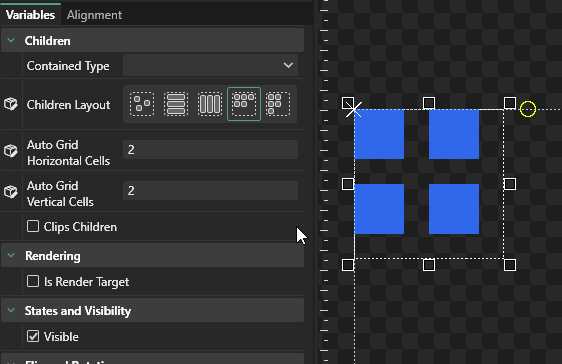 Variables Alignment
Children
Contained Type
Children Layout
Auto Grid
Horizontal Cells
2
Auto Grid
Vertical Cells
2
Clips Children
Rendering
Is Render Target
States and Visibility
Visible